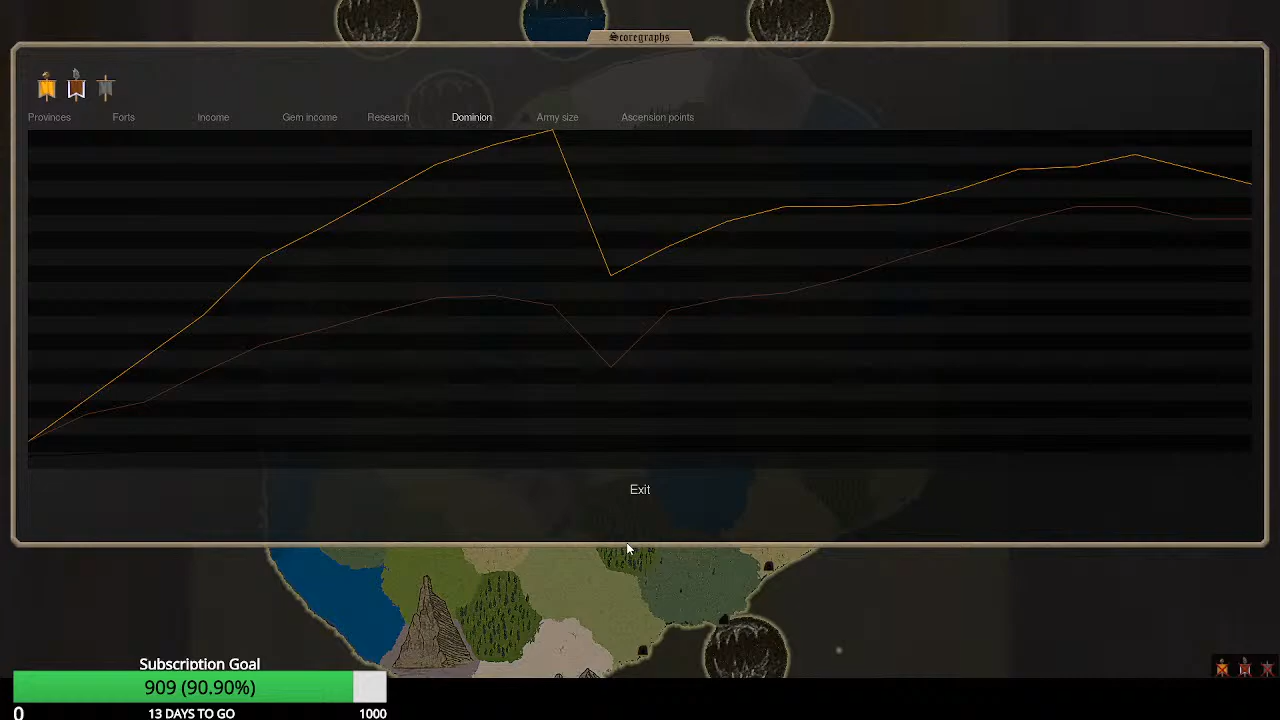 Scoregraphs
Provinces Forts Income Gem income Research Dominion Army size Ascension points
Exit
Subscription Goal
909 (90.90%)
0 13 DAYS TO GO 1000